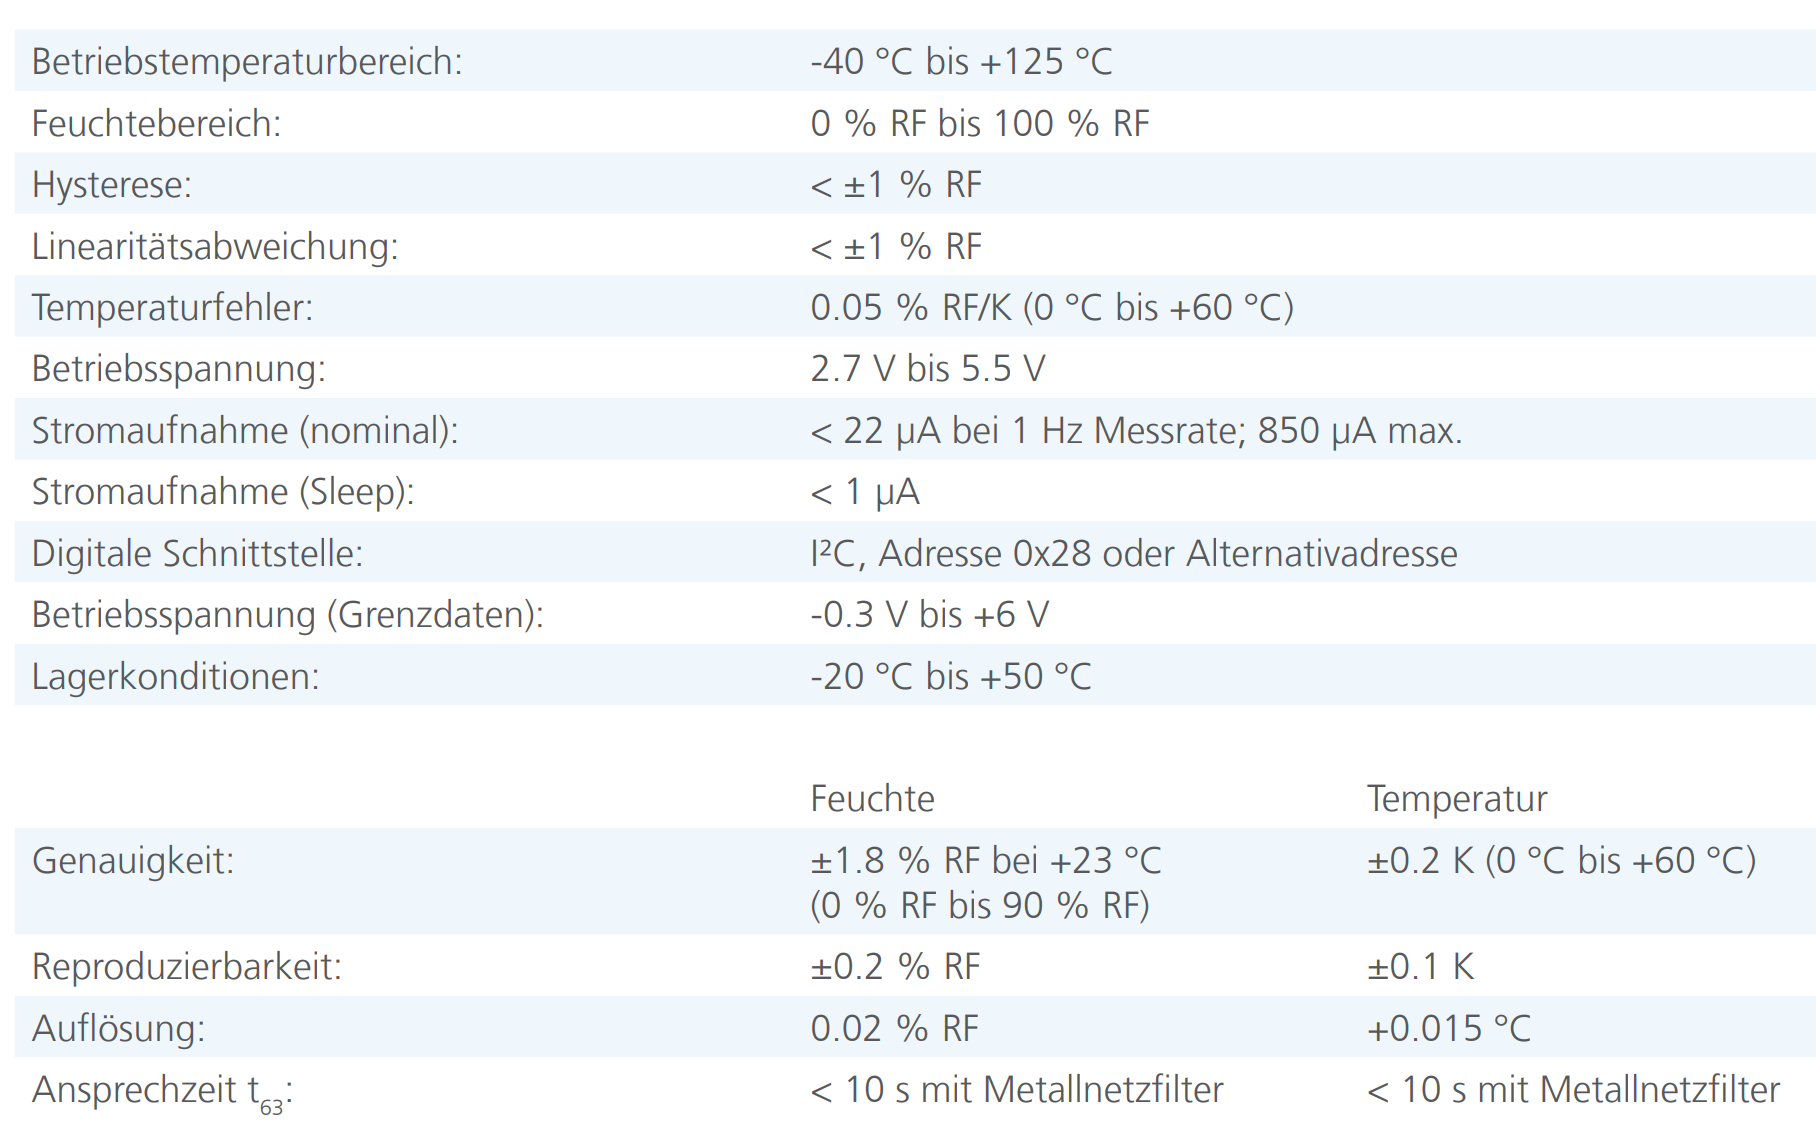 Betriebstemperaturbereich: -40 °C bis +125 °C
Feuchtebereich: 0 % RF bis 100 % RF
Hysterese: < ±1 % RF
Linearitätsabweichung: < ±1 % RF
Temperaturfehler: 0.05 % RF/K (0 °C bis +60 °C)
Betriebsspannung: 2.7 V bis 5.5 V
Stromaufnahme (nominal): < 22 µA bei 1 Hz Messrate; 850 µA max.
Stromaufnahme (Sleep): < 1 µA
Digitale Schnittstelle: I²C, Adresse 0x28 oder Alternativadresse
Betriebsspannung (Grenzdaten): -0.3 V bis +6 V
Lagerkonditionen: -20 °C bis +50 °C
Feuchte Temperatur
Genauigkeit: ±1.8 % RF bei +23 °C ±0.2 K (0 °C bis +60 °C)
(0 % RF bis 90 % RF)
Reproduzierbarkeit: ±0.2 % RF ±0.1 K
Auflösung: 0.02 % RF +0.015 °C
Ansprechzeit t63: < 10 s mit Metallnetzfilter < 10 s mit Metallnetzfilter